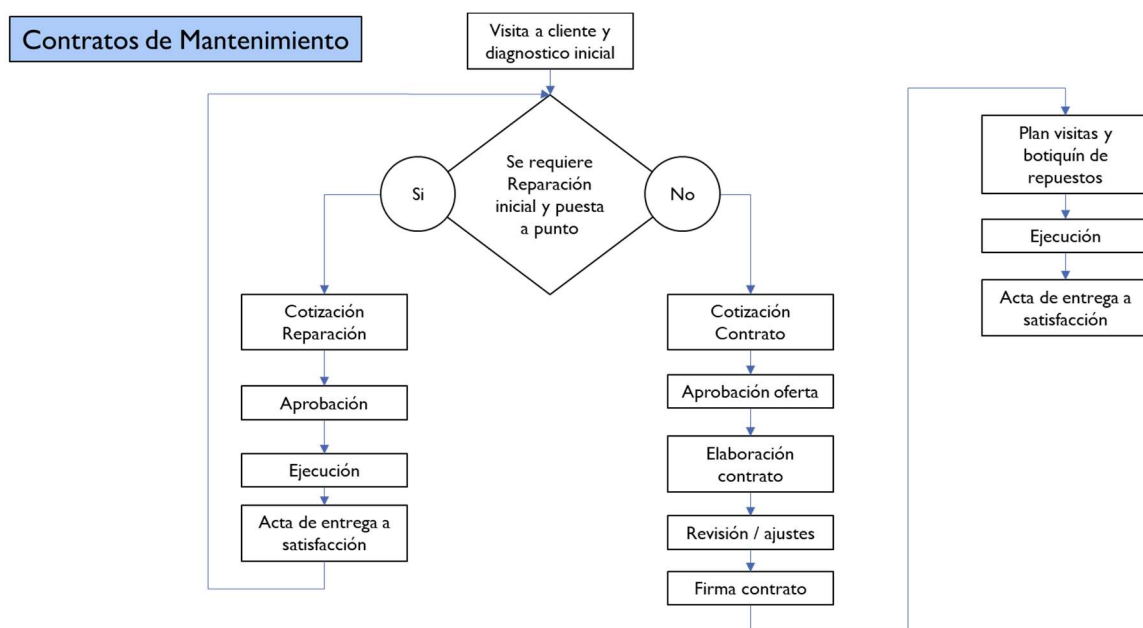 Contratos de Mantenimiento
Visita a cliente y
diagnostico inicial
Se requiere
Reparación
inicial y puesta
a punto
Si
No
Cotización
Reparación
Aprobación
Ejecución
Acta de entrega a
satisfacción
Cotización
Contrato
Aprobación oferta
Elaboración
contrato
Revisión / ajustes
Firma contrato
Plan visitas y
botiquín de
repuestos
Ejecución
Acta de entrega a
satisfacción